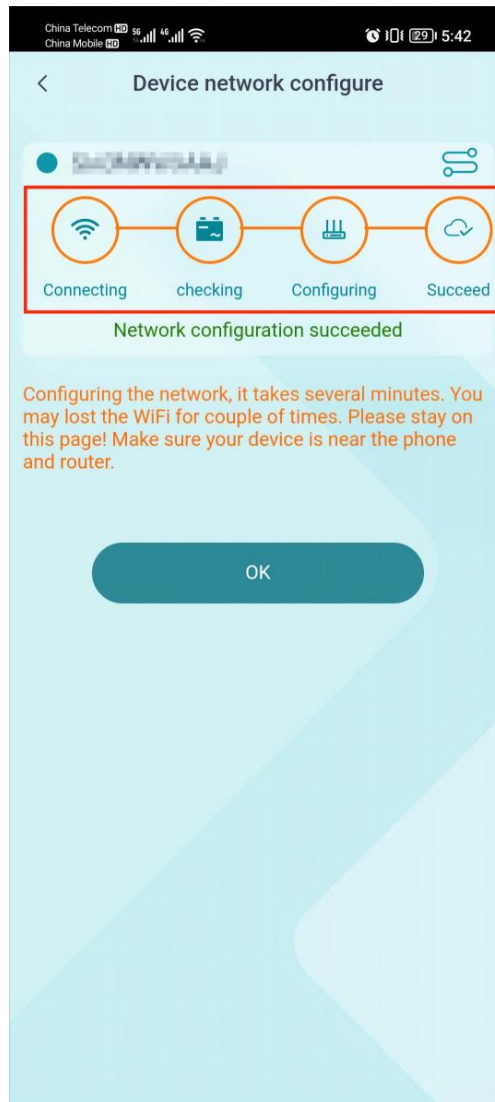 China Telecom HD 5G 4G 29 5:42
China Mobile HD
Device network configure
Connecting checking Configuring Succeed
Network configuration succeeded
Configuring the network, it takes several minutes. You
may lost the WiFi for couple of times. Please stay on
this page! Make sure your device is near the phone
and router.
OK